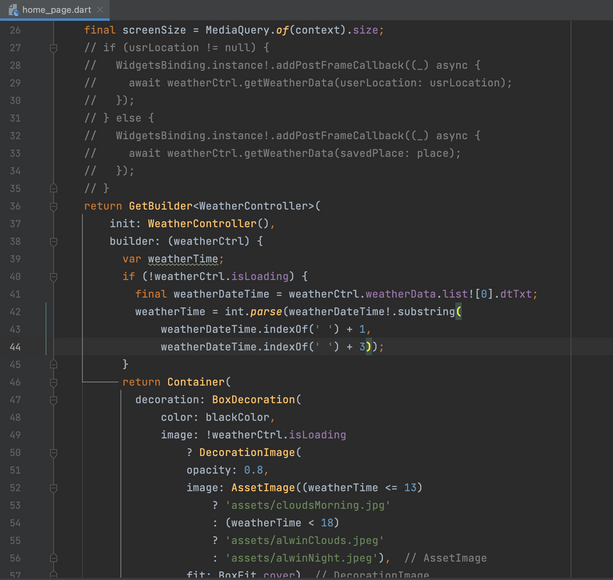 home_page.dart
26 final screenSize = MediaQuery.of(context).size;
27 // if (usrLocation != null) {
28 //   WidgetsBinding.instance!.addPostFrameCallback((_) async {
29 //     await weatherCtrl.getWeatherData(userLocation: usrLocation);
30 //   });
31 // } else {
32 //   WidgetsBinding.instance!.addPostFrameCallback((_) async {
33 //     await weatherCtrl.getWeatherData(savedPlace: place);
34 //   });
35 // }
36 return GetBuilder<WeatherController>(
37 init: WeatherController(),
38 builder: (weatherCtrl) {
39 var weatherTime;
40 if (!weatherCtrl.isLoading) {
41 final weatherDateTime = weatherCtrl.weatherData.list![0].dtTxt;
42 weatherTime = int.parse(weatherDateTime!.substring(
43 weatherDateTime.indexOf(' ') + 1,
44 weatherDateTime.indexOf(' ') + 3));
45 }
46 return Container(
47 decoration: BoxDecoration(
48 color: blackColor,
49 image: !weatherCtrl.isLoading
50 ? DecorationImage(
51 opacity: 0.8,
52 image: AssetImage((weatherTime <= 13)
53 ? 'assets/cloudsMorning.jpg'
54 : (weatherTime < 18)
55 ? 'assets/alwinClouds.jpeg'
56 : 'assets/alwinNight.jpeg'), // AssetImage
57 fit: BoxFit.cover) // DecorationImage